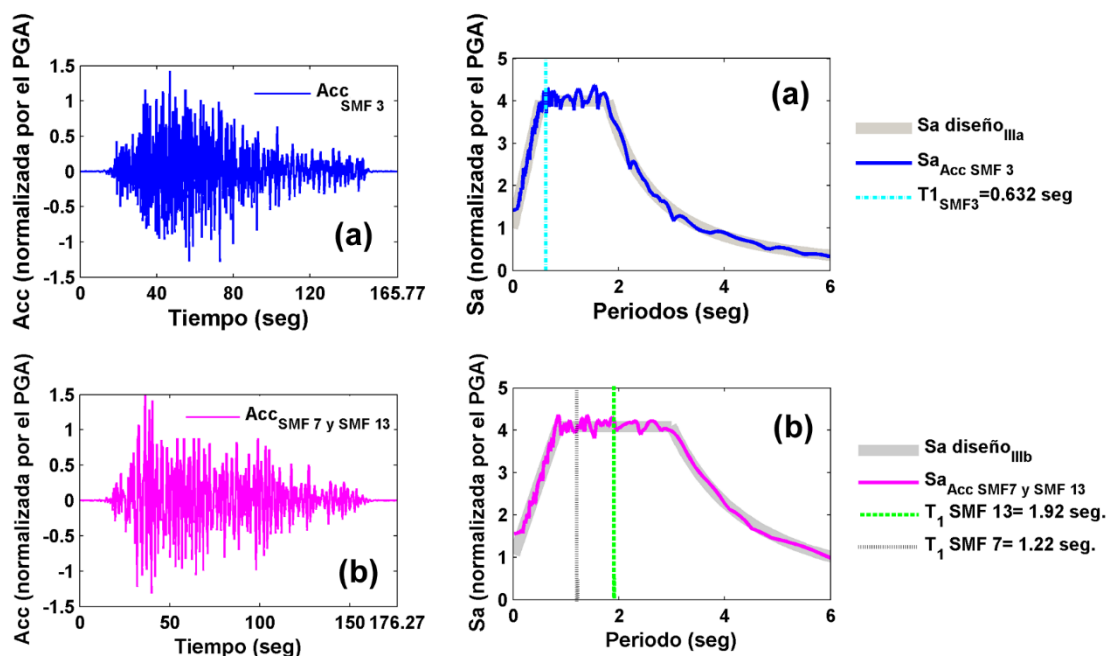 Acc (normalizada por el PGA)
1.5
1
0.5
0
-0.5
-1
-1.5
Acc SMF 3
(a)
0 40 80 120 165.77
Tiempo (seg)
Sa (normalizada por el PGA)
5
4
3
2
1
0
(a)
0 2 4 6
Periodos (seg)
Sa diseño IIIa
Sa Acc SMF 3
T1 SMF3=0.632 seg
Acc (normalizada por el PGA)
1.5
1
0.5
0
-0.5
-1
-1.5
Acc SMF 7 y SMF 13
(b)
0 50 100 150 176.27
Tiempo (seg)
Sa (normalizada por el PGA)
5
4
3
2
1
0
(b)
0 2 4 6
Periodo (seg)
Sa diseño IIIb
Sa Acc SMF7 y SMF 13
T1 SMF 13= 1.92 seg.
T1 SMF 7= 1.22 seg.